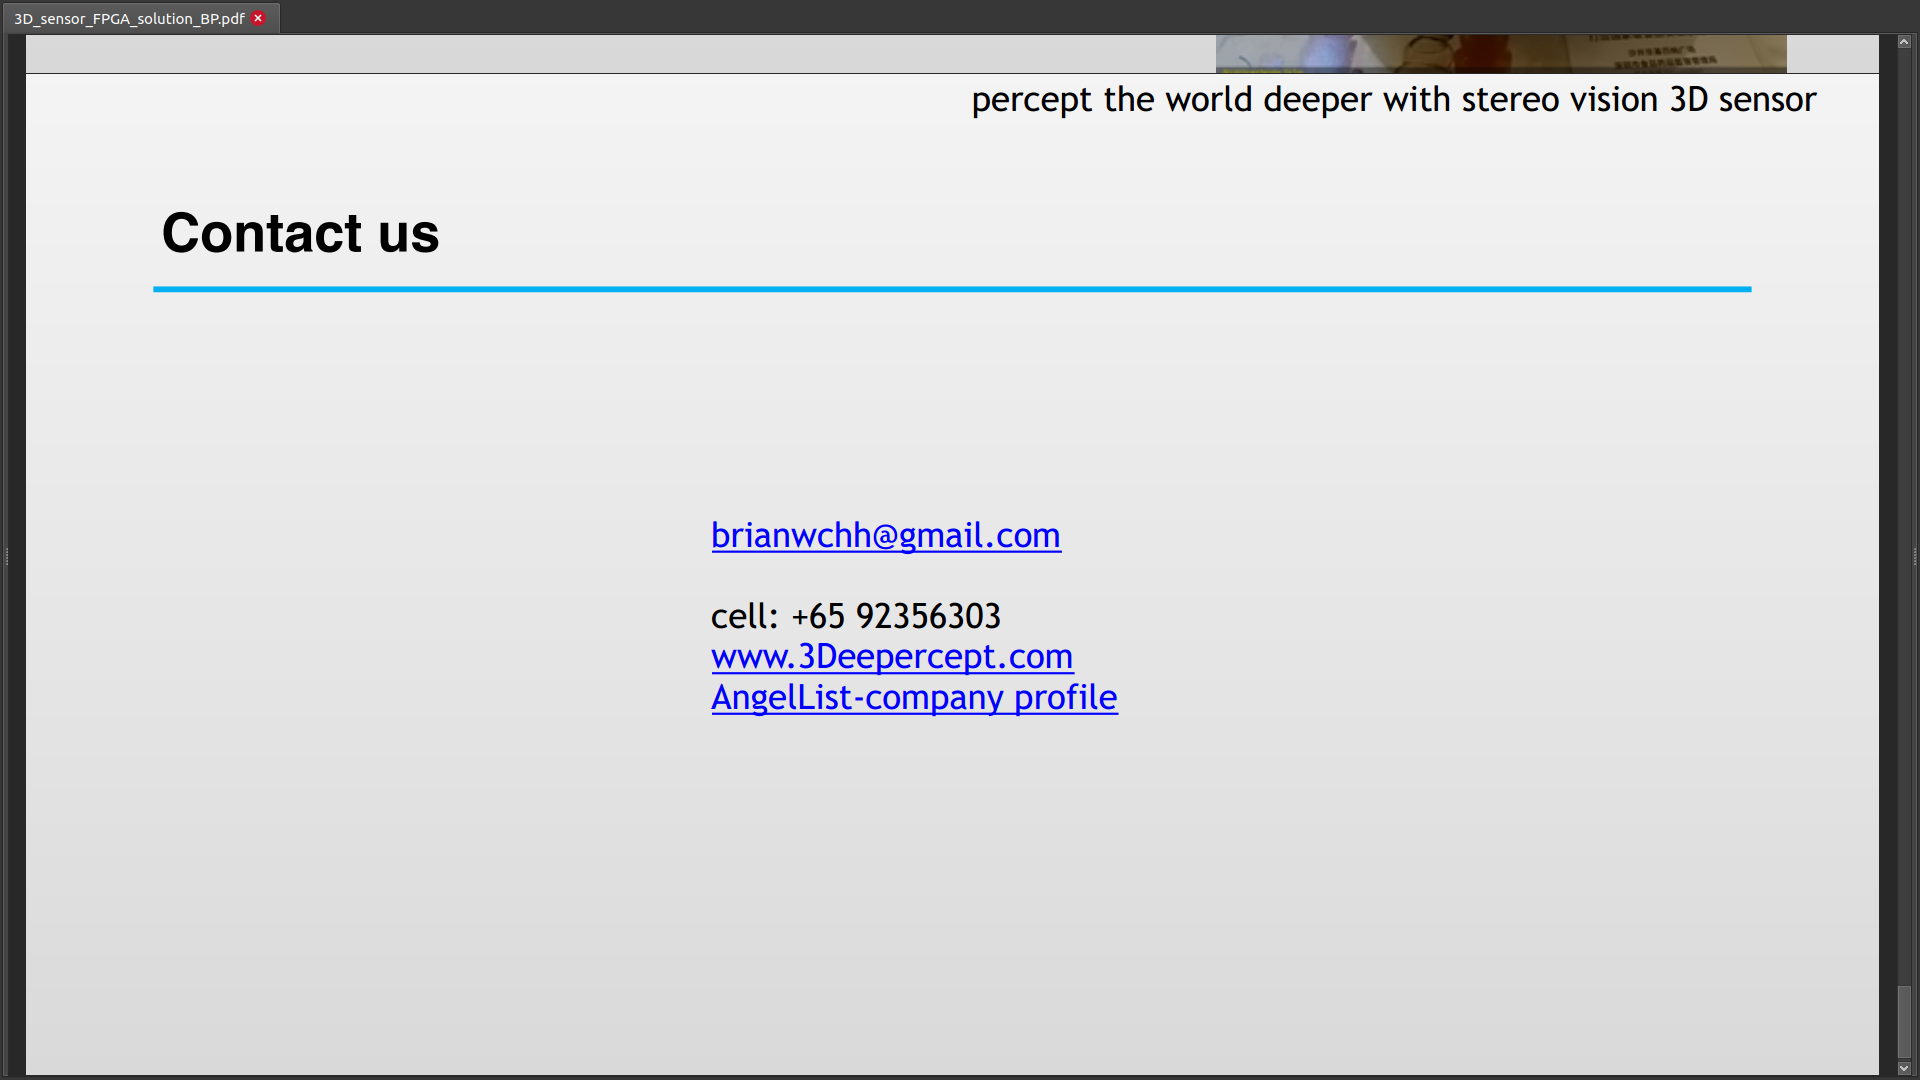 3D_sensor_FPGA_solution_BP.pdf
percept the world deeper with stereo vision 3D sensor
Contact us
brianwchh@gmail.com
cell: +65 92356303
www.3Deepercept.com
AngelList-company profile